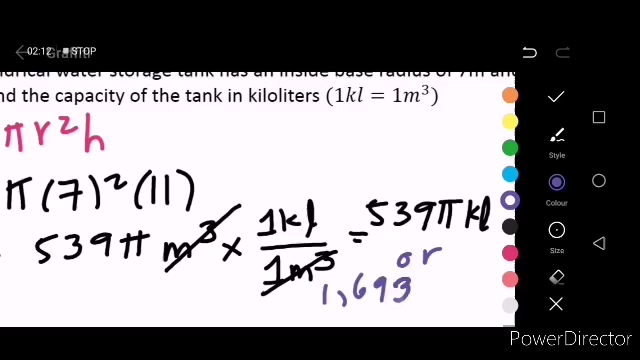 02:12 STOP
drical water storage tank has an inside base radius of 7m and
nd the capacity of the tank in kiloliters (1kl = 1m³)
πr²h
π(7)²(11)
539π m³ × 1kl/1m³ = 539π kl
or
1,693
Style
Colour
Size
PowerDirector